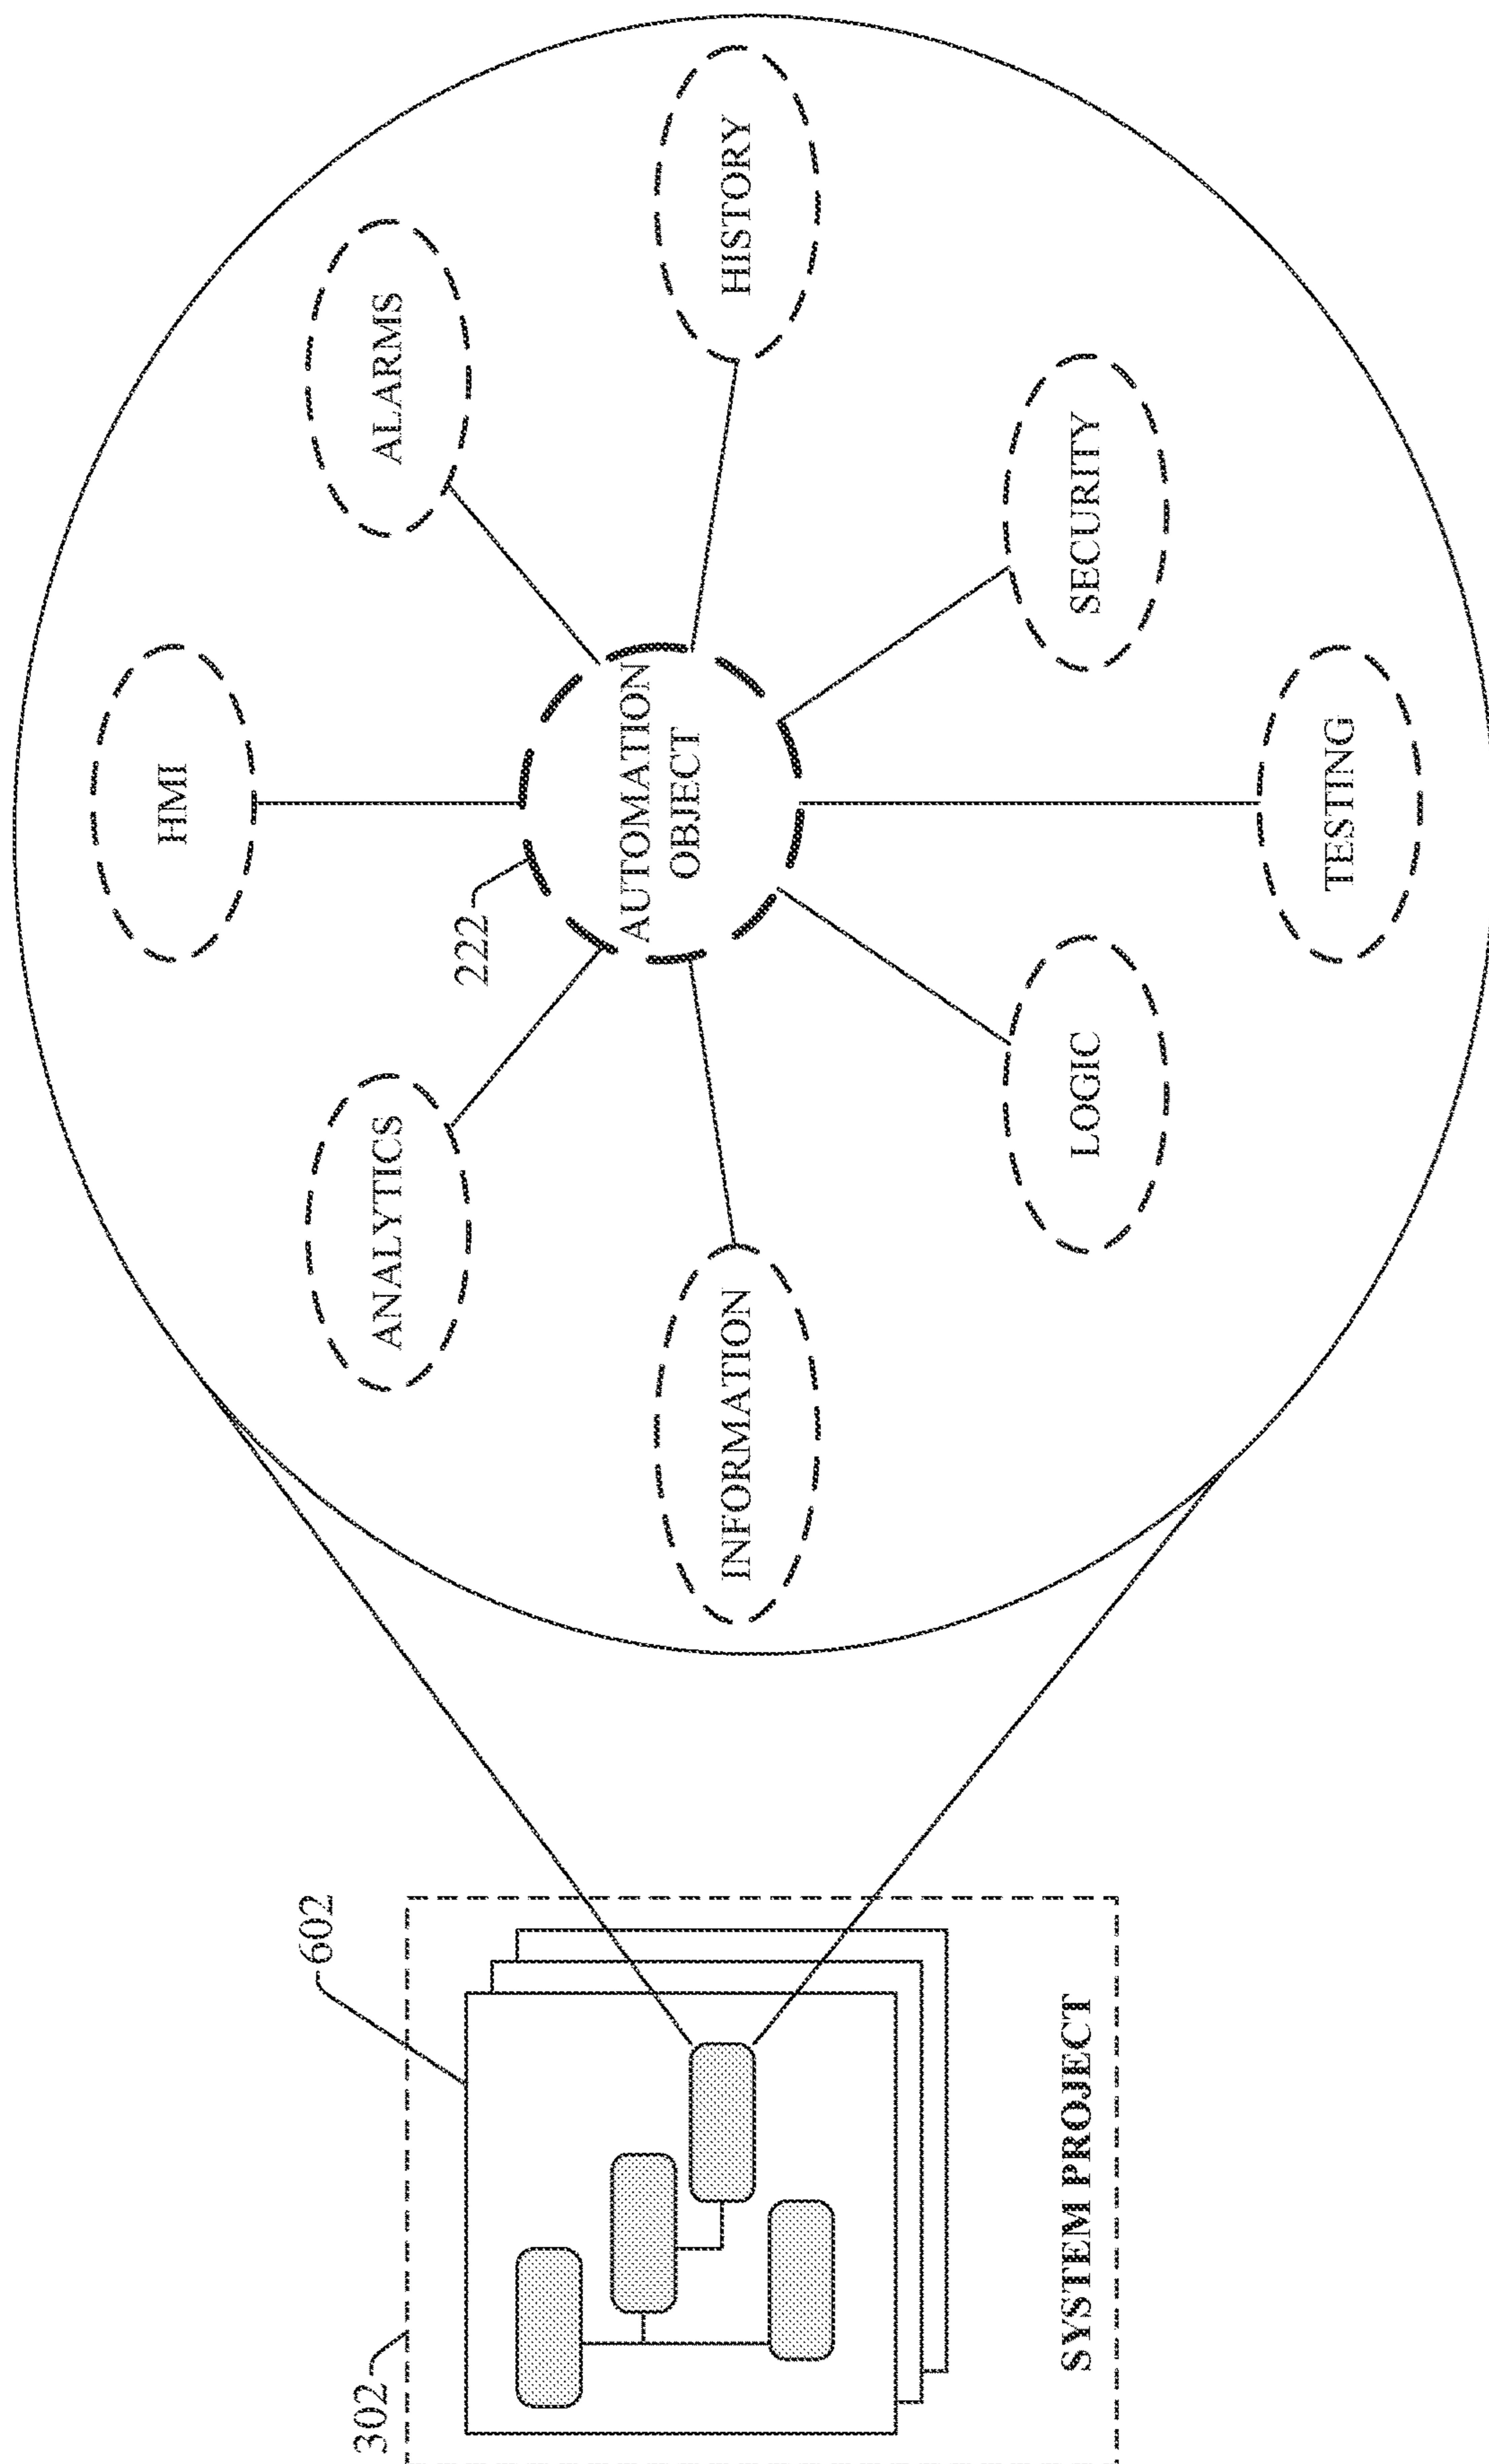 302
602
SYSTEM PROJECT
222
AUTOMATION
OBJECT
HMI
ANALYTICS
ALARMS
INFORMATION
HISTORY
LOGIC
SECURITY
TESTING